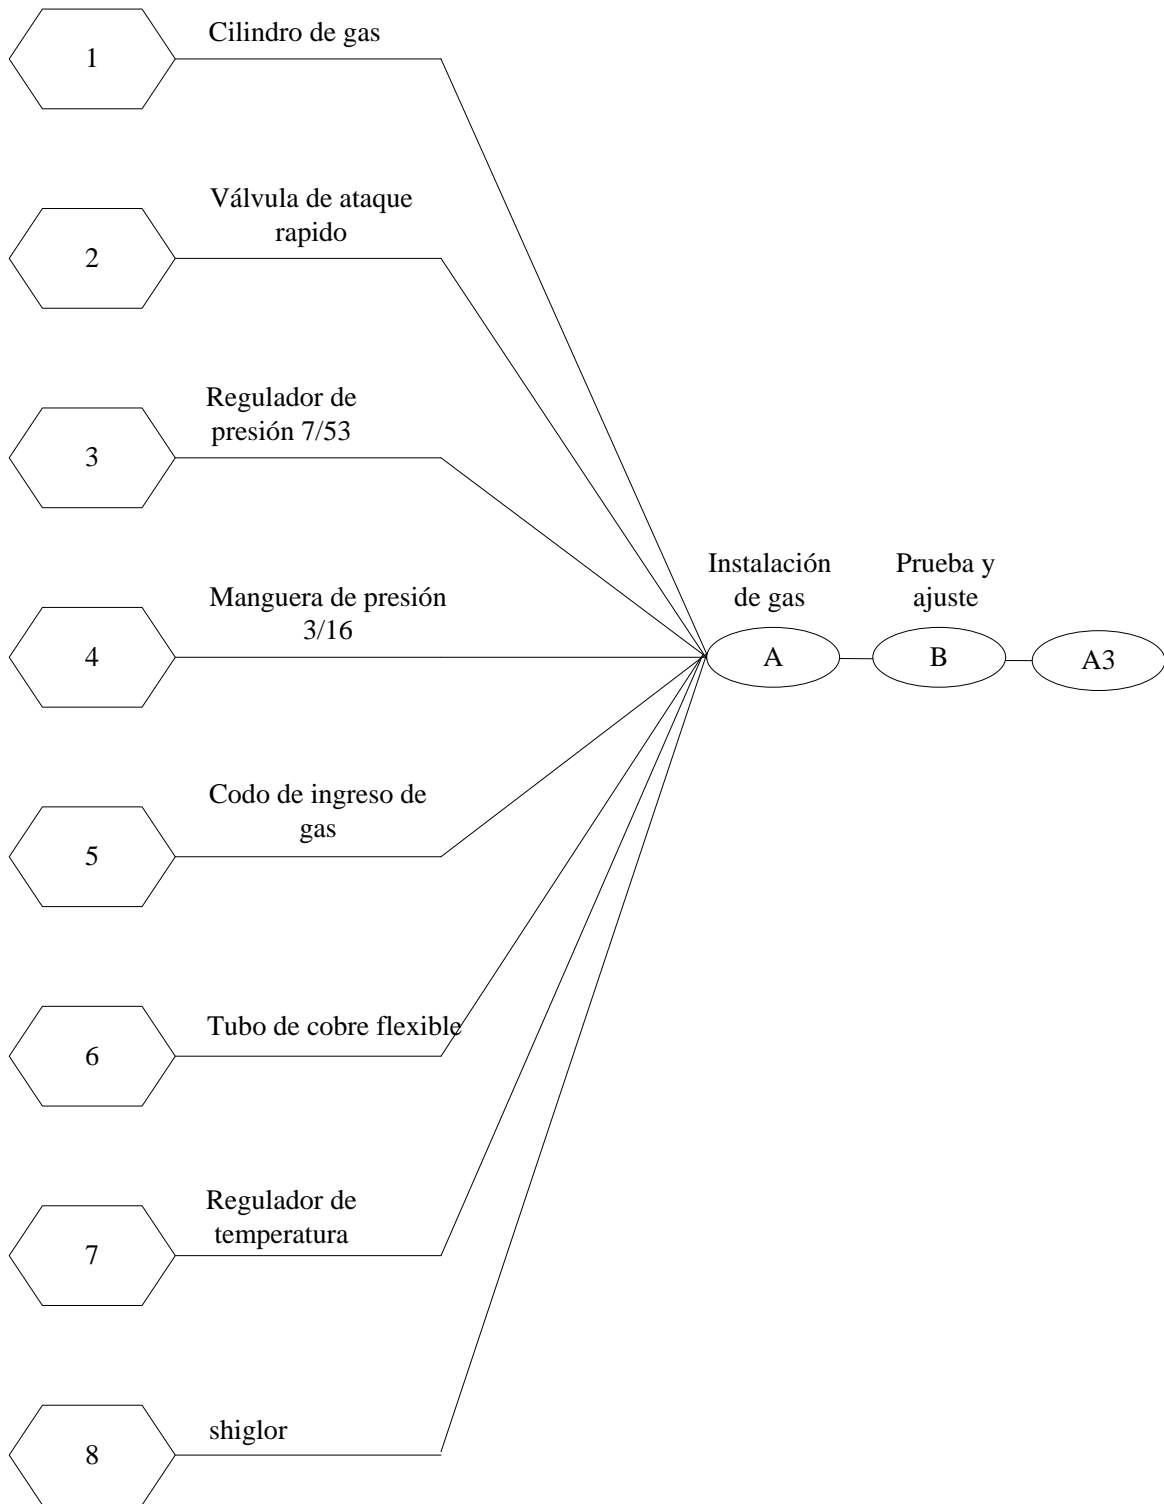 Cilindro de gas
1
Válvula de ataque
rapido
2
Regulador de
presión 7/53
3
Manguera de presión
3/16
4
Instalación
de gas
A
Prueba y
ajuste
B
A3
Codo de ingreso de
gas
5
Tubo de cobre flexible
6
Regulador de
temperatura
7
shiglor
8